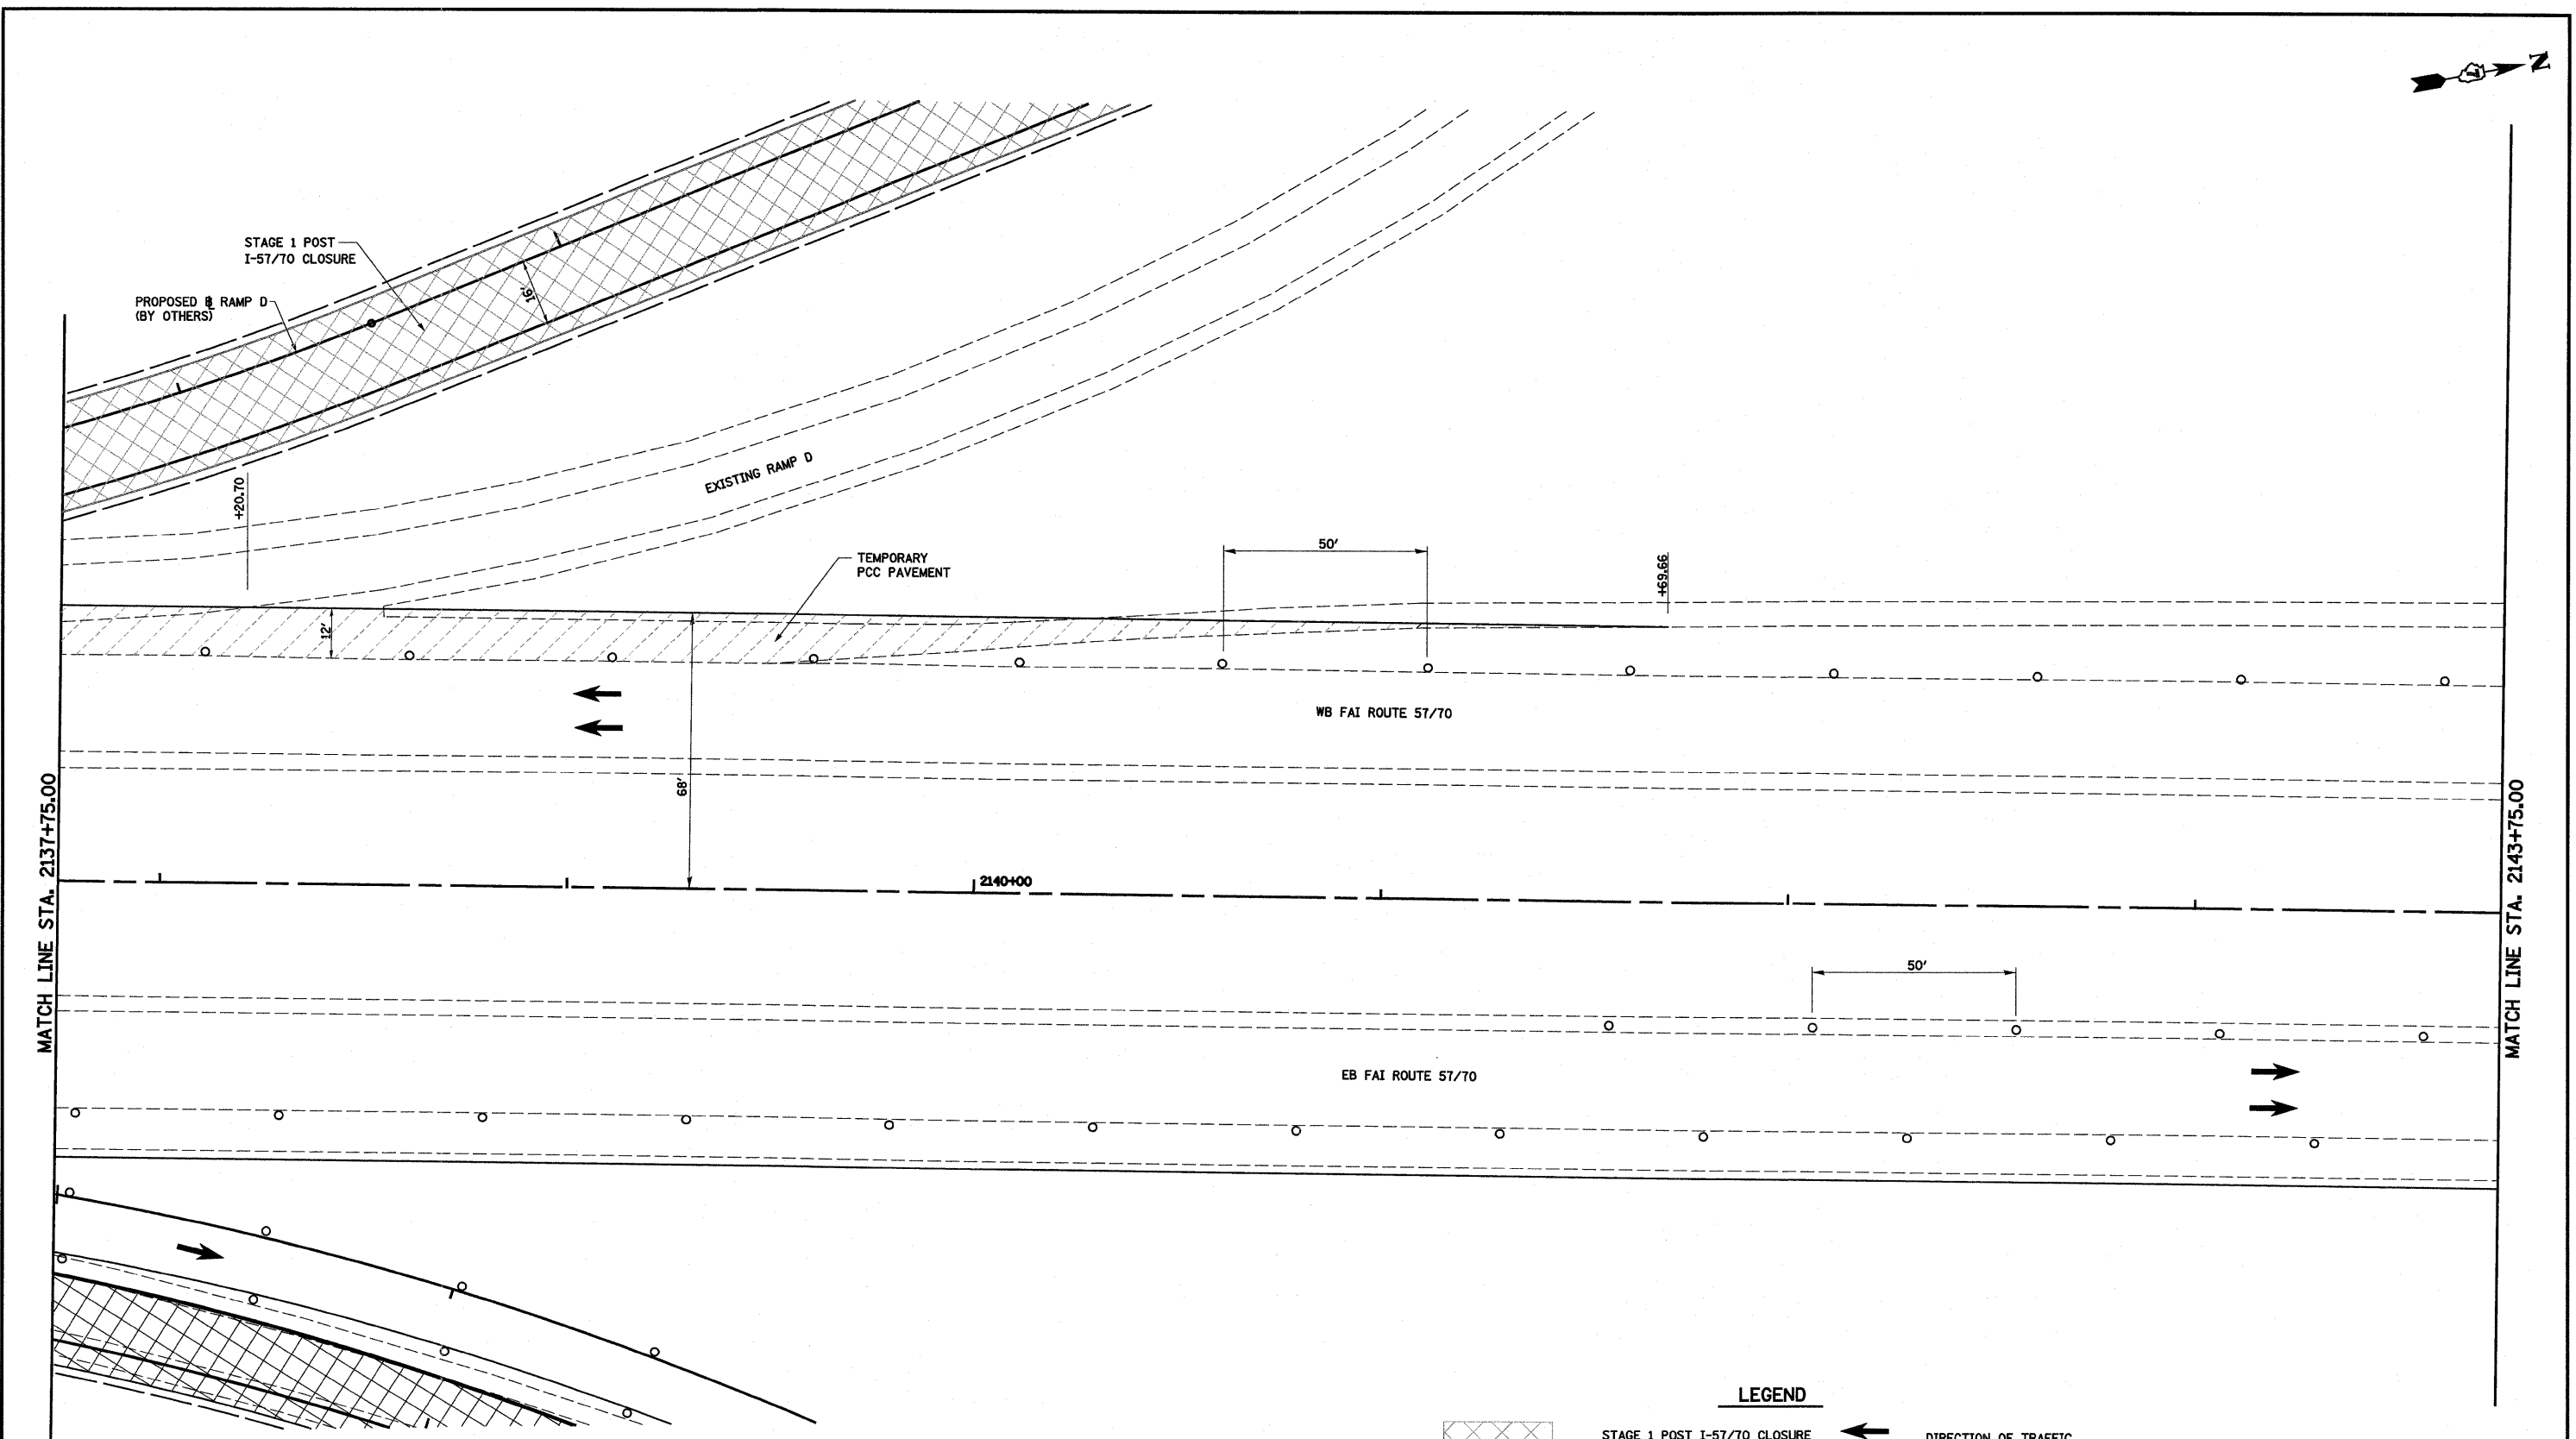 N
STAGE 1 POST
I-57/70 CLOSURE
PROPOSED ⅊ RAMP D
(BY OTHERS)
16'
+20.70
EXISTING RAMP D
TEMPORARY
PCC PAVEMENT
50'
+69.66
12'
WB FAI ROUTE 57/70
68'
MATCH LINE STA. 2137+75.00
MATCH LINE STA. 2143+75.00
2140+00
50'
EB FAI ROUTE 57/70
LEGEND
STAGE 1 POST I-57/70 CLOSURE
DIRECTION OF TRAFFIC